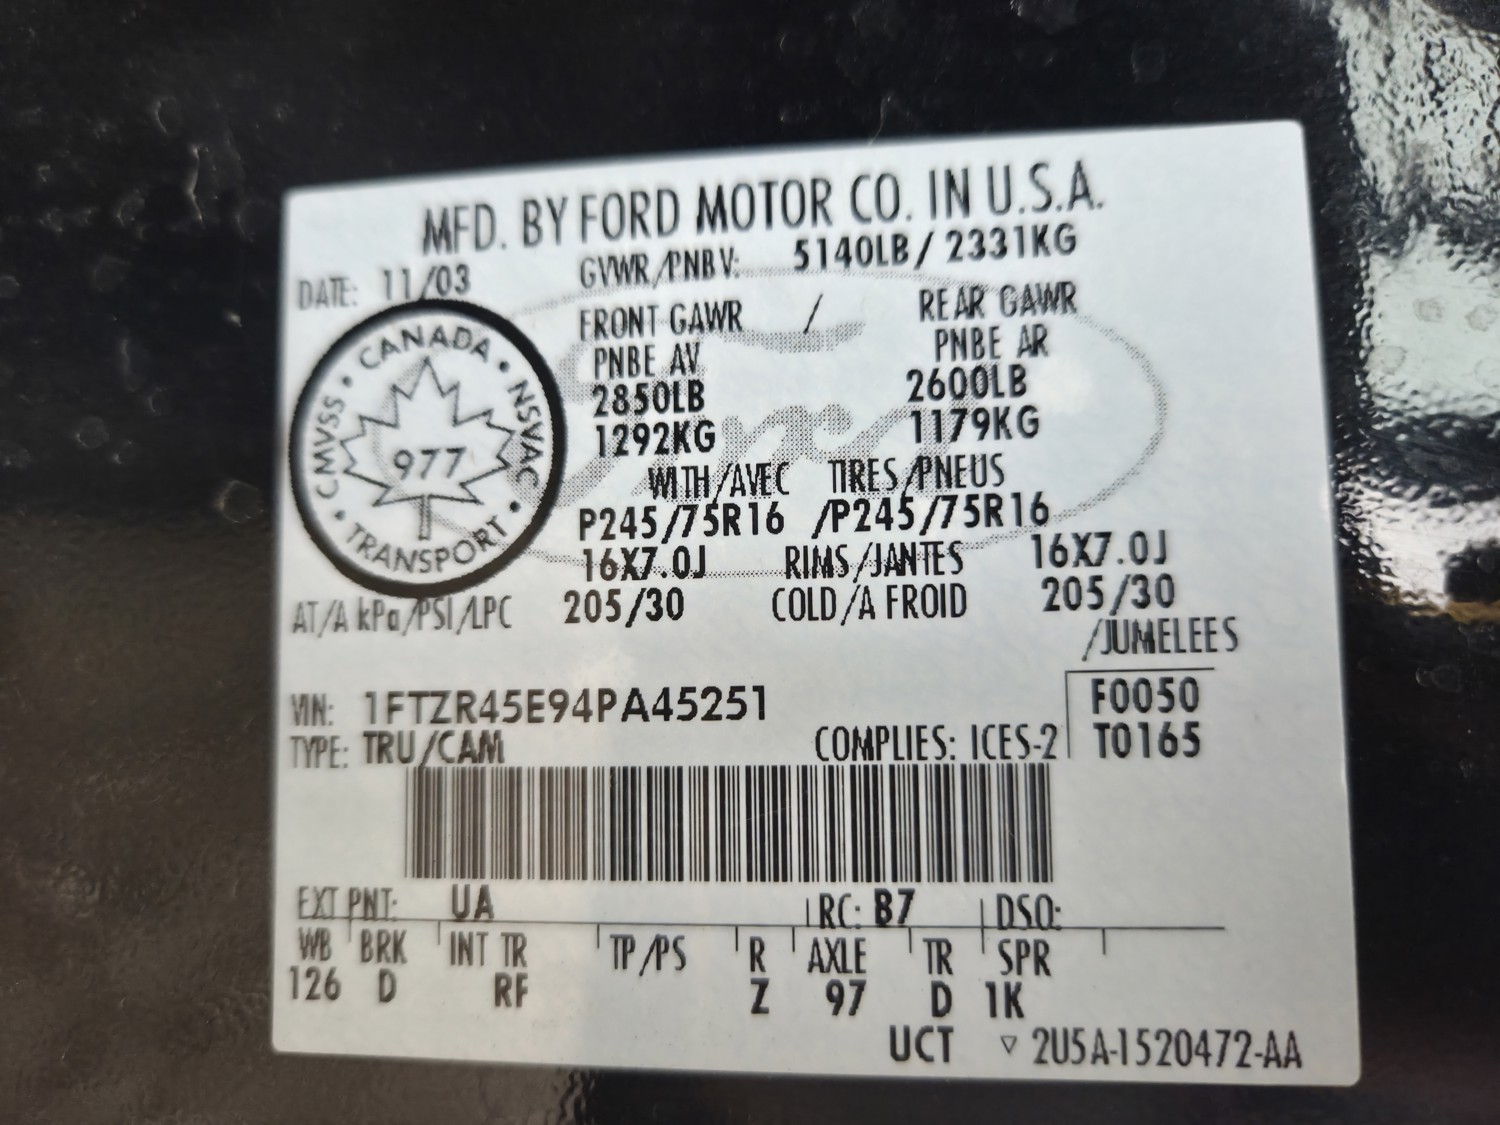 MFD. BY FORD MOTOR CO. IN U.S.A.
DATE: 11/03
GVWR/PNBV: 5140LB/ 2331KG
FRONT GAWR / REAR GAWR
PNBE AV PNBE AR
2850LB 2600LB
1292KG 1179KG
WITH/AVEC TIRES/PNEUS
P245/75R16 /P245/75R16
16X7.0J RIMS/JANTES 16X7.0J
AT/A kPa/PSI/LPC 205/30 COLD/A FROID 205/30
/JUMELEES
CANADA • NSVAC • TRANSPORT • CMVSS •
977
VIN: 1FTZR45E94PA45251 F0050
TYPE: TRU/CAM COMPLIES: ICES-2 T0165
EXT PNT: UA RC: B7 DSO:
WB BRK INT TR TP/PS R AXLE TR SPR
126 D RF Z 97 D 1K
UCT ▽ 2U5A-1520472-AA